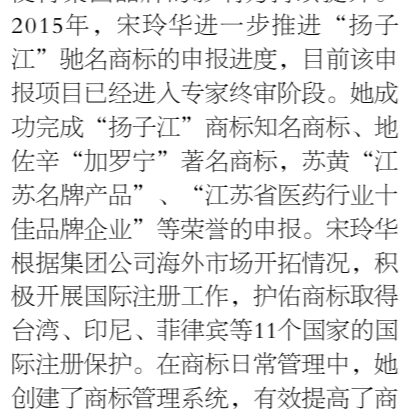 2015年，宋玲华进一步推进“扬子
江”驰名商标的申报进度，目前该申
报项目已经进入专家终审阶段。她成
功完成“扬子江”商标知名商标、地
佐辛“加罗宁”著名商标，苏黄“江
苏名牌产品”、“江苏省医药行业十
佳品牌企业”等荣誉的申报。宋玲华
根据集团公司海外市场开拓情况，积
极开展国际注册工作，护佑商标取得
台湾、印尼、菲律宾等11个国家的国
际注册保护。在商标日常管理中，她
创建了商标管理系统，有效提高了商